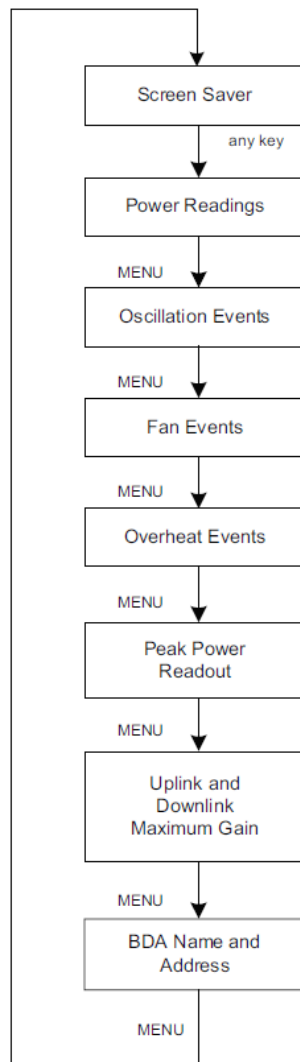 Screen Saver
any key
Power Readings
MENU
Oscillation Events
MENU
Fan Events
MENU
Overheat Events
MENU
Peak Power
Readout
MENU
Uplink and
Downlink
Maximum Gain
MENU
BDA Name and
Address
MENU